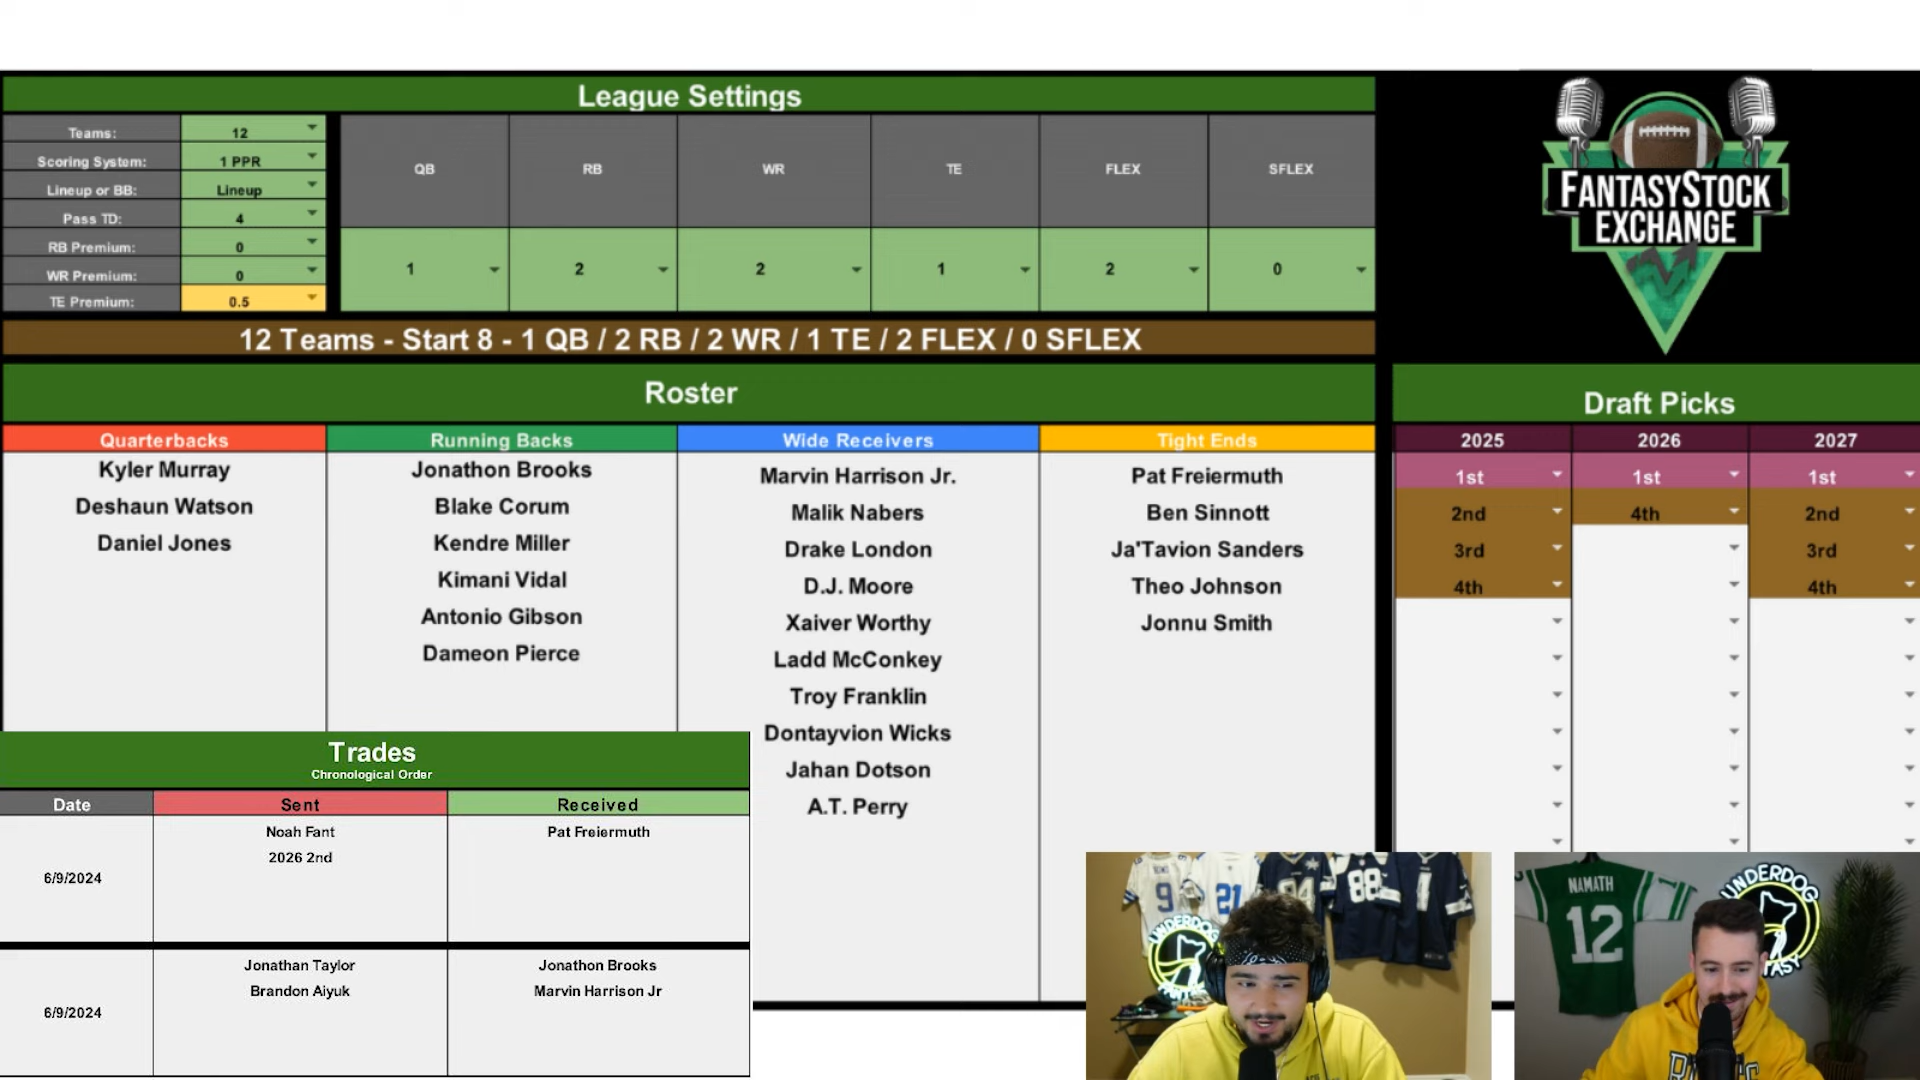 League Settings
Teams: 12
Scoring System: 1 PPR
Lineup or BB: Lineup
Pass TD: 4
RB Premium: 0
WR Premium: 0
TE Premium: 0.5
QB RB WR TE FLEX SFLEX
1 2 2 1 2 0
12 Teams - Start 8 - 1 QB / 2 RB / 2 WR / 1 TE / 2 FLEX / 0 SFLEX
FANTASYSTOCK
EXCHANGE
Roster
Quarterbacks
Kyler Murray
Deshaun Watson
Daniel Jones
Running Backs
Jonathon Brooks
Blake Corum
Kendre Miller
Kimani Vidal
Antonio Gibson
Dameon Pierce
Wide Receivers
Marvin Harrison Jr.
Malik Nabers
Drake London
D.J. Moore
Xaiver Worthy
Ladd McConkey
Troy Franklin
Dontayvion Wicks
Jahan Dotson
A.T. Perry
Tight Ends
Pat Freiermuth
Ben Sinnott
Ja'Tavion Sanders
Theo Johnson
Jonnu Smith
Draft Picks
2025 2026 2027
1st 1st 1st
2nd 4th 2nd
3rd 3rd
4th 4th
Trades
Chronological Order
Date Sent Received
6/9/2024
Noah Fant
2026 2nd
Pat Freiermuth
6/9/2024
Jonathan Taylor
Brandon Aiyuk
Jonathon Brooks
Marvin Harrison Jr
9
21
84
88
4
UNDERDOG
NAMATH
12
UNDERDOG